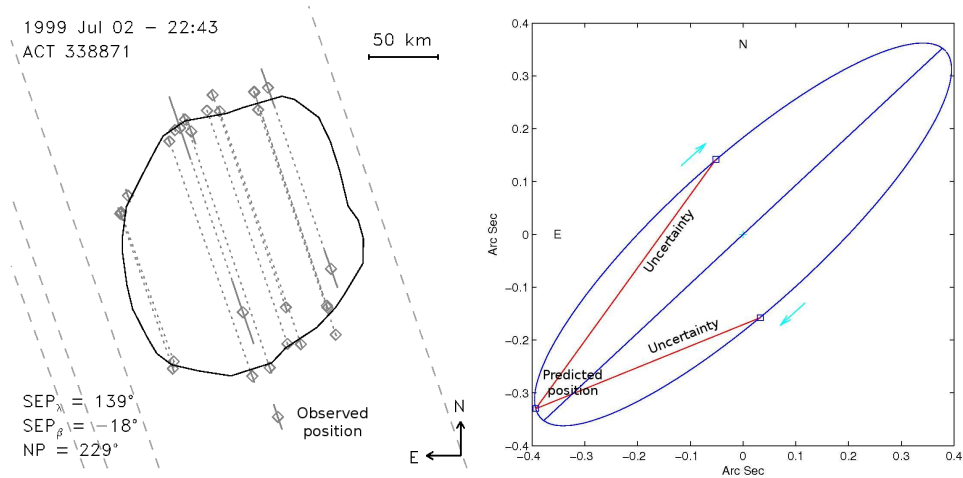 1999 Jul 02 – 22:43
ACT 338871
50 km
SEPλ = 139°
SEPβ = −18°
NP = 229°
Observed
position
N
E
0.4
0.3
0.2
0.1
0
−0.1
−0.2
−0.3
−0.4
Arc Sec
N
E
Uncertainty
Uncertainty
Predicted
position
−0.4
−0.3
−0.2
−0.1
0
0.1
0.2
0.3
0.4
Arc Sec